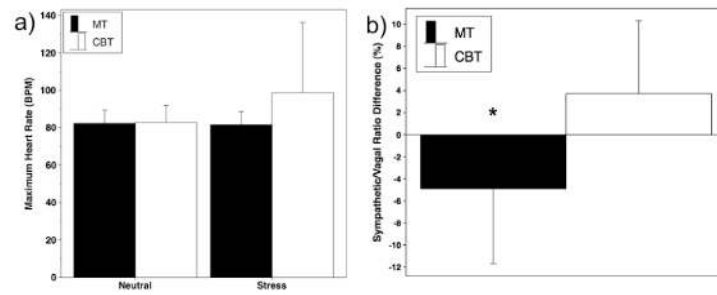 a)
MT
CBT
Maximum Heart Rate (BPM)
140
120
100
80
60
40
20
0
Neutral
Stress
b)
MT
CBT
Sympathetic/Vagal Ratio Difference (%)
10
8
6
4
2
0
-2
-4
-6
-8
-10
-12
*